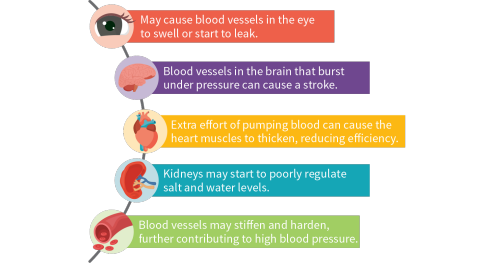 May cause blood vessels in the eye
to swell or start to leak.
Blood vessels in the brain that burst
under pressure can cause a stroke.
Extra effort of pumping blood can cause the
heart muscles to thicken, reducing efficiency.
Kidneys may start to poorly regulate
salt and water levels.
Blood vessels may stiffen and harden,
further contributing to high blood pressure.